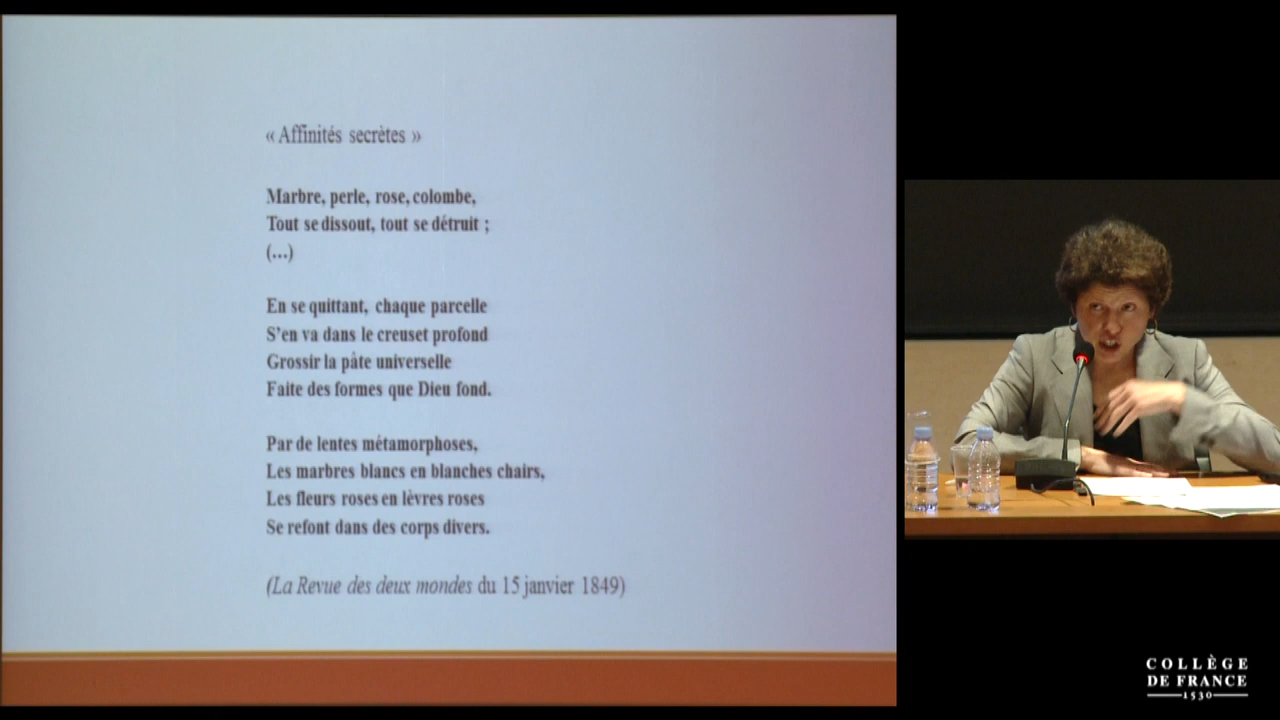 « Affinités secrètes »
Marbre, perle, rose, colombe,
Tout se dissout, tout se détruit ;
(...)
En se quittant, chaque parcelle
S'en va dans le creuset profond
Grossir la pâte universelle
Faite des formes que Dieu fond.
Par de lentes métamorphoses,
Les marbres blancs en blanches chairs,
Les fleurs roses en lèvres roses
Se refont dans des corps divers.
(La Revue des deux mondes du 15 janvier 1849)
COLLÈGE
DE FRANCE
1530